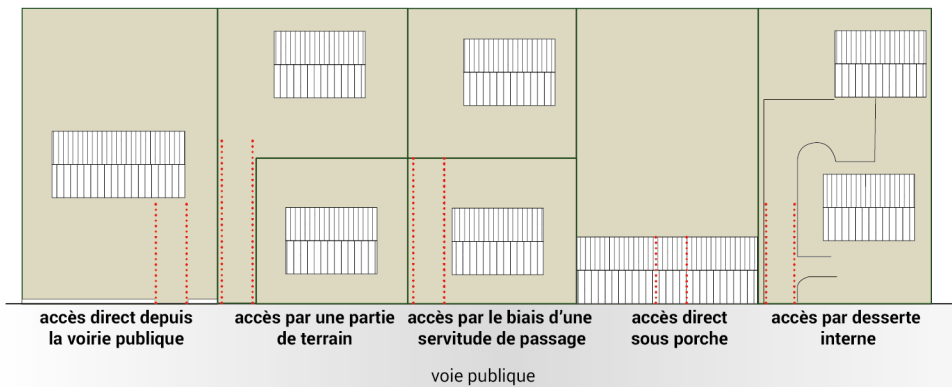 accès direct depuis
la voirie publique
accès par une partie
de terrain
accès par le biais d’une
servitude de passage
accès direct
sous porche
accès par desserte
interne
voie publique